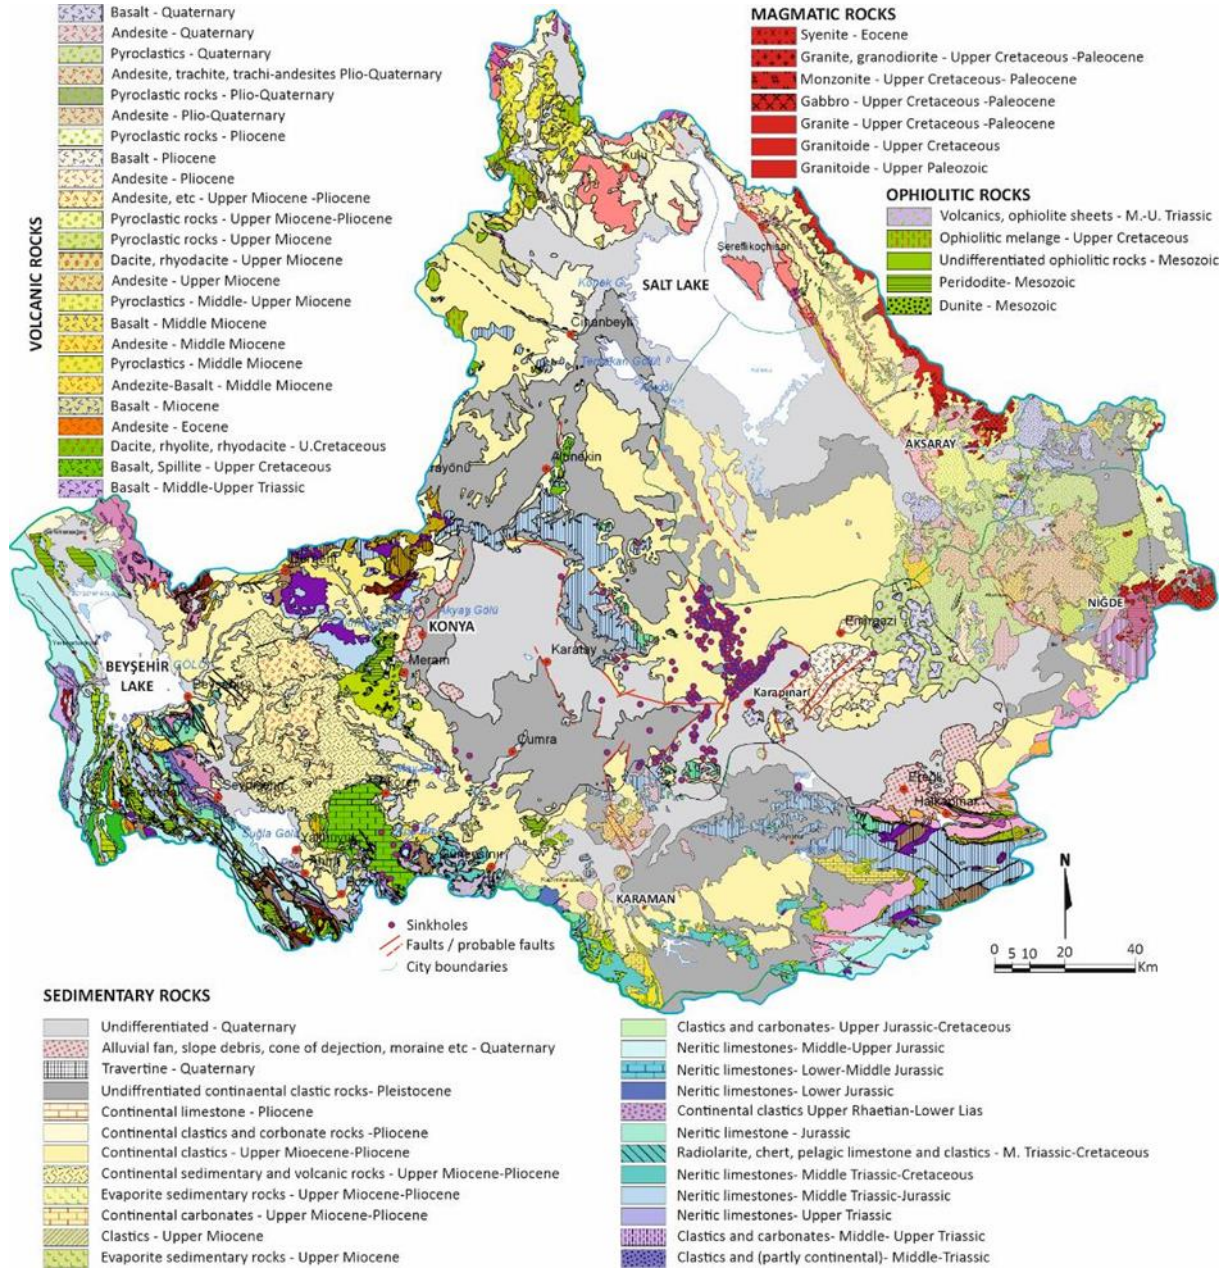 VOLCANIC ROCKS
Basalt - Quaternary
Andesite - Quaternary
Pyroclastics - Quaternary
Andesite, trachite, trachi-andesites Plio-Quaternary
Pyroclastic rocks - Plio-Quaternary
Andesite - Plio-Quaternary
Pyroclastic rocks - Pliocene
Basalt - Pliocene
Andesite - Pliocene
Andesite, etc - Upper Miocene -Pliocene
Pyroclastic rocks - Upper Miocene-Pliocene
Pyroclastic rocks - Upper Miocene
Dacite, rhyodacite - Upper Miocene
Andesite - Upper Miocene
Pyroclastics - Middle- Upper Miocene
Basalt - Middle Miocene
Andesite - Middle Miocene
Pyroclastics - Middle Miocene
Andezite-Basalt - Middle Miocene
Basalt - Miocene
Andesite - Eocene
Dacite, rhyolite, rhyodacite - U.Cretaceous
Basalt, Spillite - Upper Cretaceous
Basalt - Middle-Upper Triassic
MAGMATIC ROCKS
Syenite - Eocene
Granite, granodiorite - Upper Cretaceous -Paleocene
Monzonite - Upper Cretaceous- Paleocene
Gabbro - Upper Cretaceous -Paleocene
Granite - Upper Cretaceous -Paleocene
Granitoide - Upper Cretaceous
Granitoide - Upper Paleozoic
OPHIOLITIC ROCKS
Volcanics, ophiolite sheets - M.-U. Triassic
Ophiolitic melange - Upper Cretaceous
Undifferentiated ophiolitic rocks - Mesozoic
Peridodite- Mesozoic
Dunite - Mesozoic
Kulu
Şereflikoçhisar
SALT LAKE
Cihanbeyli
AKSARAY
Altınekin
NİĞDE
Akyaş Gölü
KONYA
Emirgazi
Meram
Karatay
BEYŞEHİR
LAKE
GÖLÜ
Karapınar
Çumra
Ereğli
Halkapınar
Suğla Gölü
KARAMAN
N
Sinkholes
Faults / probable faults
City boundaries
0 5 10 20 40
Km
SEDIMENTARY ROCKS
Undifferentiated - Quaternary
Alluvial fan, slope debris, cone of dejection, moraine etc - Quaternary
Travertine - Quaternary
Undiffrentiated contiaental clastic rocks- Pleistocene
Continental limestone - Pliocene
Continental clastics and corbonate rocks -Pliocene
Continental clastics - Upper Mioecene-Pliocene
Continental sedimentary and volcanic rocks - Upper Miocene-Pliocene
Evaporite sedimentary rocks - Upper Miocene-Pliocene
Continental carbonates - Upper Miocene-Pliocene
Clastics - Upper Miocene
Evaporite sedimentary rocks - Upper Miocene
Clastics and carbonates- Upper Jurassic-Cretaceous
Neritic limestones- Middle-Upper Jurassic
Neritic limestones- Lower-Middle Jurassic
Neritic limestones- Lower Jurassic
Continental clastics Upper Rhaetian-Lower Lias
Neritic limestone - Jurassic
Radiolarite, chert, pelagic limestone and clastics - M. Triassic-Cretaceous
Neritic limestones- Middle Triassic-Cretaceous
Neritic limestones- Middle Triassic-Jurassic
Neritic limestones- Upper Triassic
Clastics and carbonates- Middle- Upper Triassic
Clastics and (partly continental)- Middle-Triassic